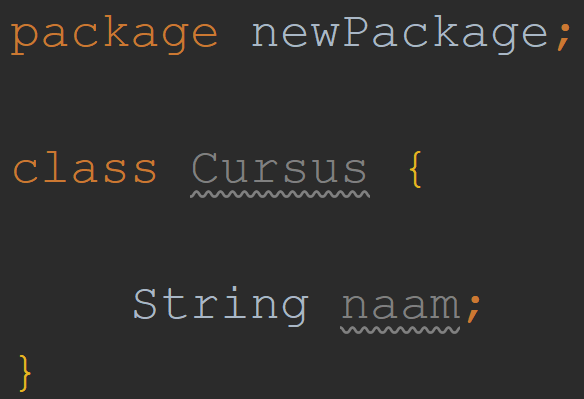 package newPackage;
class Cursus {
String naam;
}